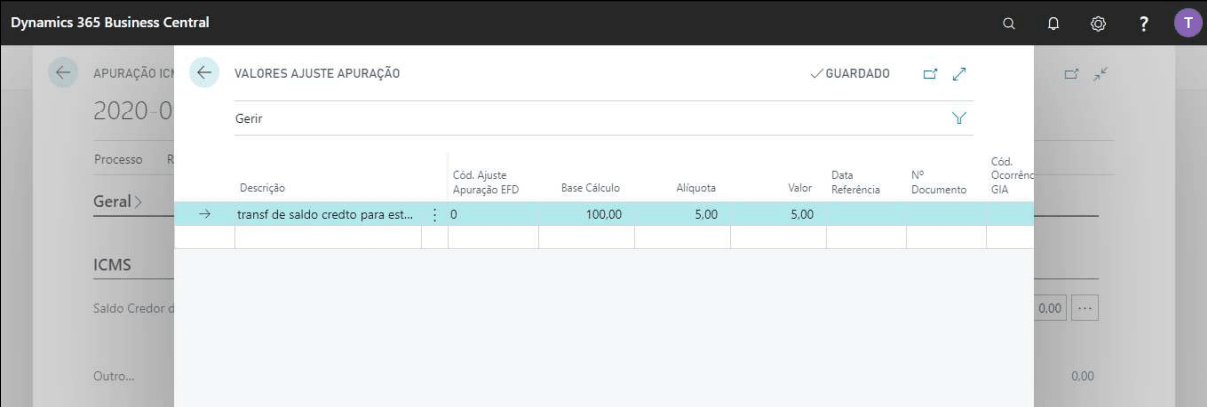 Dynamics 365 Business Central
?
T
APURAÇÃO ICM
VALORES AJUSTE APURAÇÃO
GUARDADO
2020-0
Gerir
Processo
R
Geral
Descrição
Cód. Ajuste
Apuração EFD
Base Cálculo
Alíquota
Valor
Data
Referência
Nº
Documento
Cód.
Ocorrênc
GIA
transf de saldo credto para est...
0
100,00
5,00
5,00
ICMS
Saldo Credor d
0,00
...
Outro...
0,00